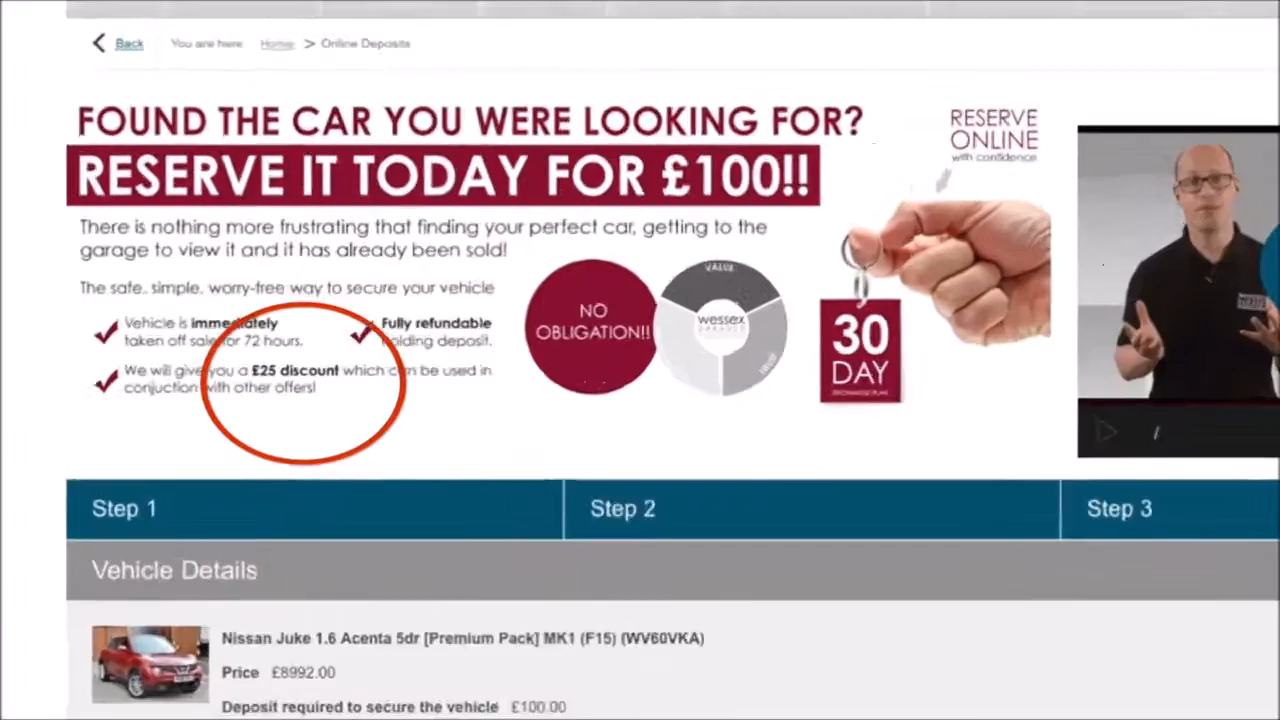 Back You are here Home > Online Deposits
FOUND THE CAR YOU WERE LOOKING FOR?
RESERVE IT TODAY FOR £100!!
There is nothing more frustrating that finding your perfect car, getting to the
garage to view it and it has already been sold!
The safe, simple, worry-free way to secure your vehicle
Vehicle is immediately
taken off sale for 72 hours.
Fully refundable
holding deposit.
We will give you a £25 discount which can be used in
conjuction with other offers!
NO
OBLIGATION!!
VALUE
wessex
GARAGES
VALUE
RESERVE
ONLINE
with confidence
30
DAY
EXCHANGE PLAN
Step 1
Step 2
Step 3
Vehicle Details
Nissan Juke 1.6 Acenta 5dr [Premium Pack] MK1 (F15) (WV60VKA)
Price £8992.00
Deposit required to secure the vehicle £100.00